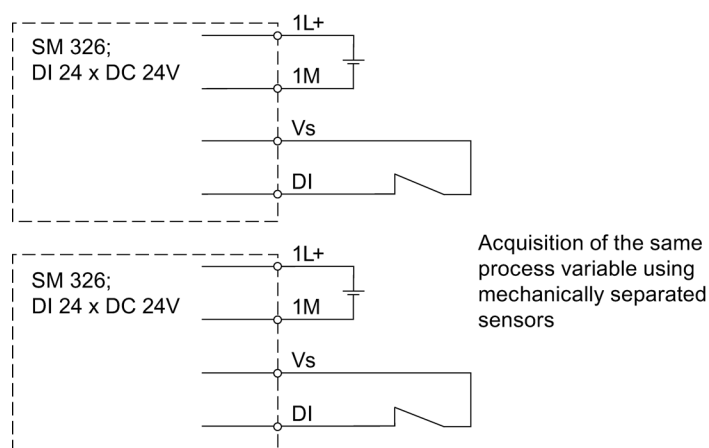 SM 326;
DI 24 x DC 24V
1L+
1M
Vs
DI
SM 326;
DI 24 x DC 24V
1L+
1M
Vs
DI
Acquisition of the same
process variable using
mechanically separated
sensors